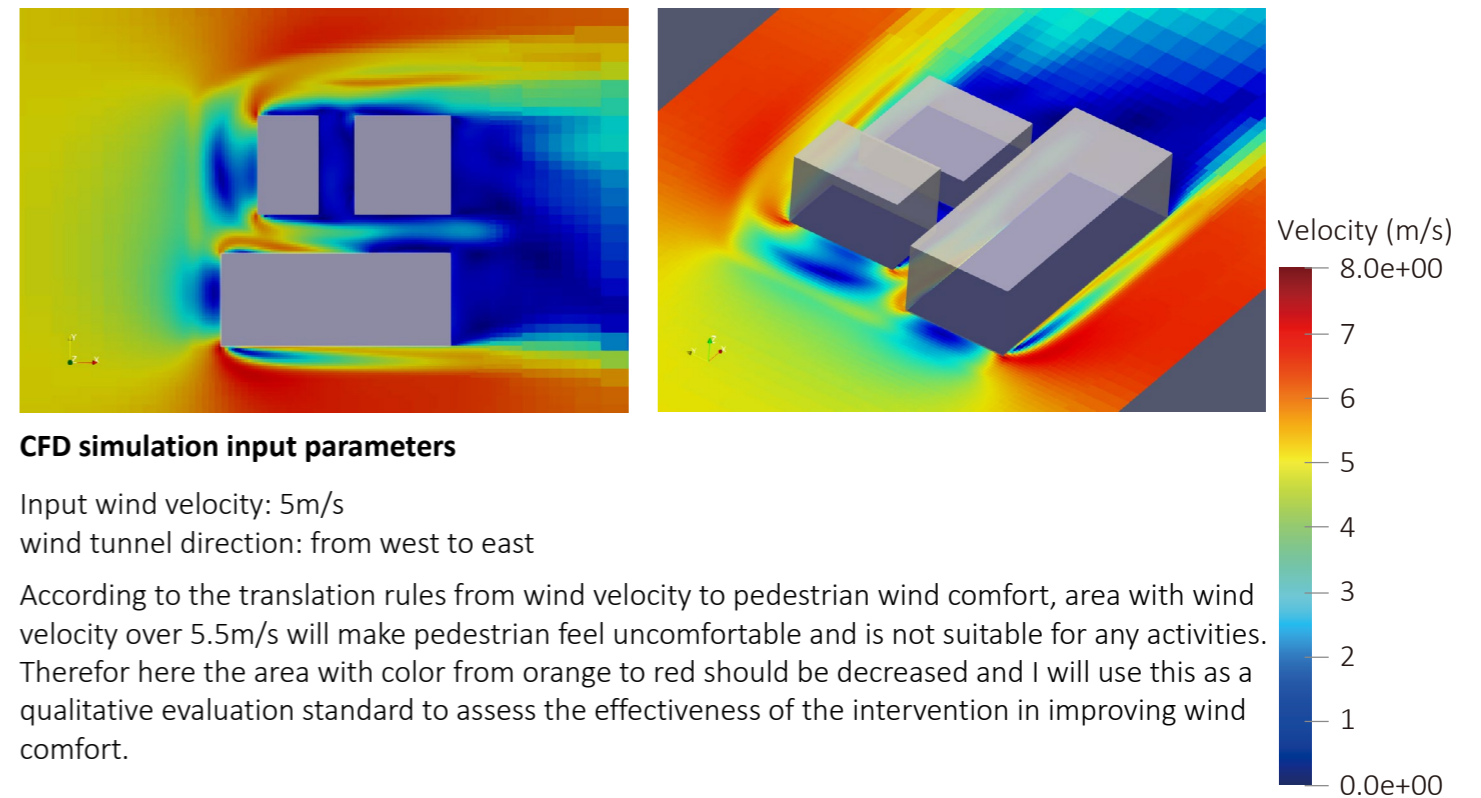 Velocity (m/s)
8.0e+00
7
6
5
4
3
2
1
0.0e+00
CFD simulation input parameters
Input wind velocity: 5m/s
wind tunnel direction: from west to east
According to the translation rules from wind velocity to pedestrian wind comfort, area with wind
velocity over 5.5m/s will make pedestrian feel uncomfortable and is not suitable for any activities.
Therefor here the area with color from orange to red should be decreased and I will use this as a
qualitative evaluation standard to assess the effectiveness of the intervention in improving wind
comfort.